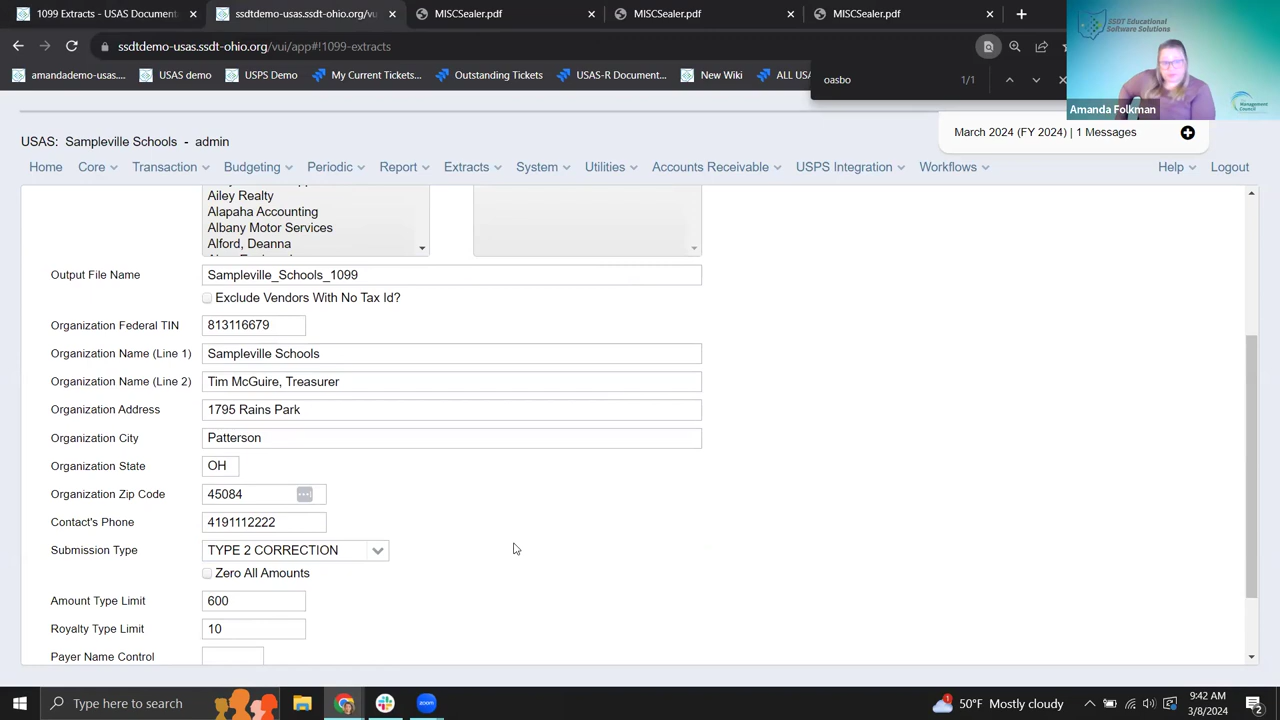 1099 Extracts - USAS Document
ssdtdemo-usas.ssdt-ohio.org/vu
MISCSealer.pdf
MISCSealer.pdf
MISCSealer.pdf
SSDT Educational
Software Solutions
ssdtdemo-usas.ssdt-ohio.org/vui/app#!1099-extracts
amandademo-usas....
USAS demo
USPS Demo
My Current Tickets...
Outstanding Tickets
USAS-R Document...
New Wiki
ALL USA
oasbo
1/1
Amanda Folkman
Management
Council
March 2024 (FY 2024) | 1 Messages
USAS: Sampleville Schools - admin
Home Core Transaction Budgeting Periodic Report Extracts System Utilities Accounts Receivable USPS Integration Workflows Help Logout
Ailey Realty
Alapaha Accounting
Albany Motor Services
Alford, Deanna
Output File Name Sampleville_Schools_1099
Exclude Vendors With No Tax Id?
Organization Federal TIN 813116679
Organization Name (Line 1) Sampleville Schools
Organization Name (Line 2) Tim McGuire, Treasurer
Organization Address 1795 Rains Park
Organization City Patterson
Organization State OH
Organization Zip Code 45084
Contact's Phone 4191112222
Submission Type TYPE 2 CORRECTION
Zero All Amounts
Amount Type Limit 600
Royalty Type Limit 10
Payer Name Control
Type here to search
50°F Mostly cloudy
9:42 AM
3/8/2024
1
2